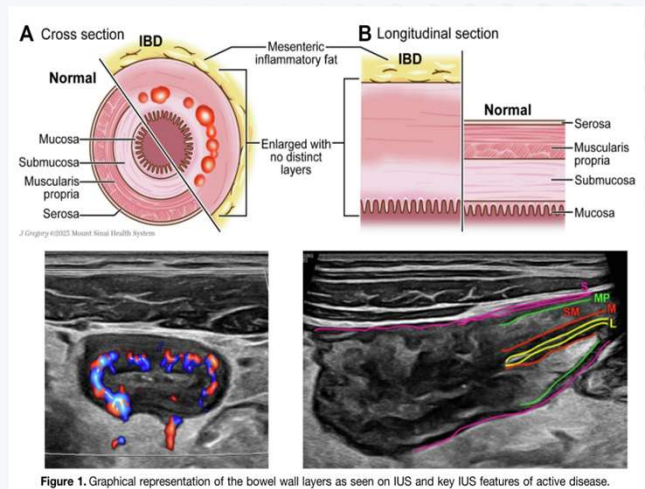 A Cross section
IBD
Mesenteric
inflammatory fat
Normal
Mucosa
Submucosa
Muscularis
propria
Serosa
Enlarged with
no distinct
layers
B Longitudinal section
IBD
Normal
Serosa
Muscularis
propria
Submucosa
Mucosa
J Gregory ©2025 Mount Sinai Health System
S
MP
SM
M
L
Figure 1. Graphical representation of the bowel wall layers as seen on IUS and key IUS features of active disease.